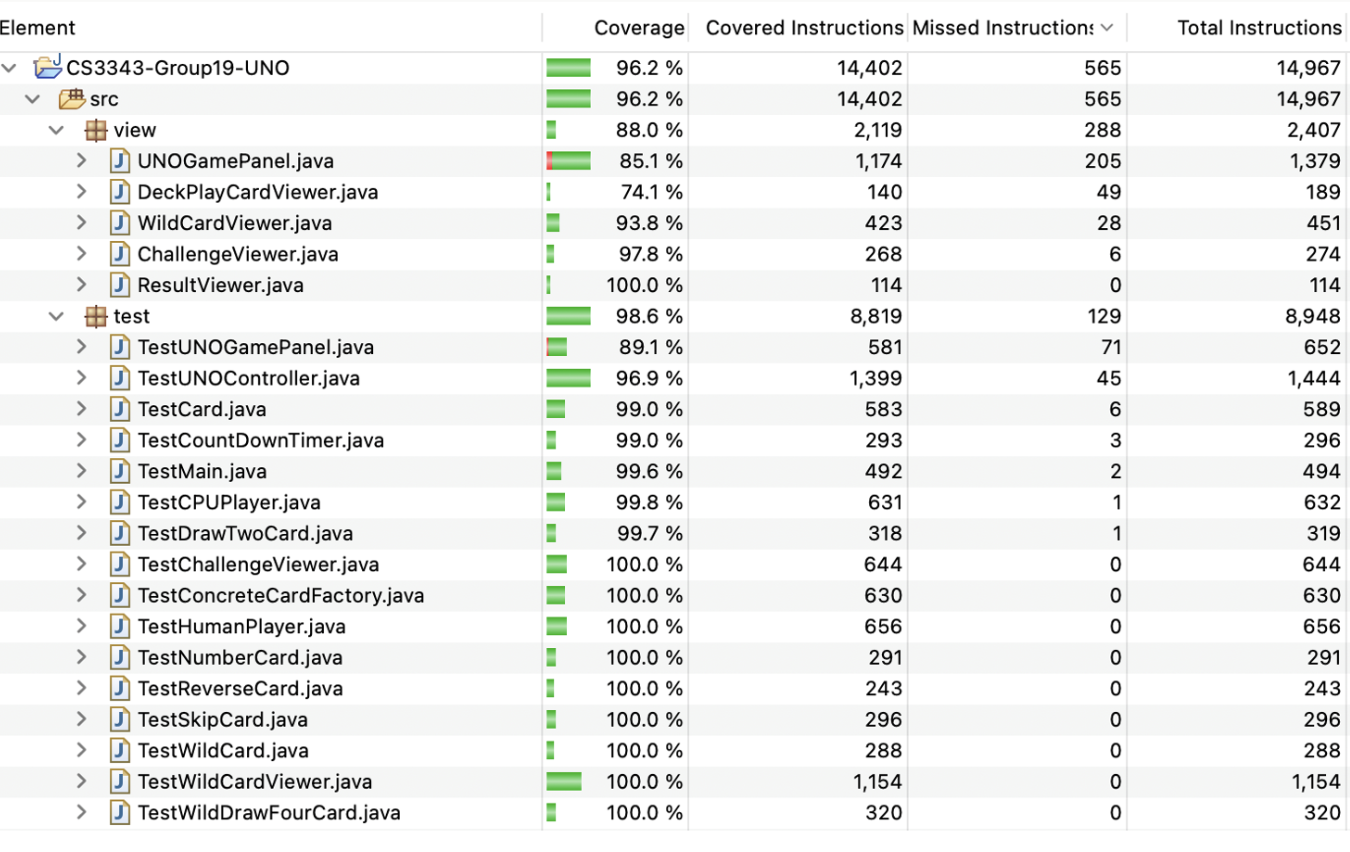 Element Coverage Covered Instructions Missed Instructions Total Instructions
CS3343-Group19-UNO 96.2 % 14,402 565 14,967
src 96.2 % 14,402 565 14,967
view 88.0 % 2,119 288 2,407
UNOGamePanel.java 85.1 % 1,174 205 1,379
DeckPlayCardViewer.java 74.1 % 140 49 189
WildCardViewer.java 93.8 % 423 28 451
ChallengeViewer.java 97.8 % 268 6 274
ResultViewer.java 100.0 % 114 0 114
test 98.6 % 8,819 129 8,948
TestUNOGamePanel.java 89.1 % 581 71 652
TestUNOController.java 96.9 % 1,399 45 1,444
TestCard.java 99.0 % 583 6 589
TestCountDownTimer.java 99.0 % 293 3 296
TestMain.java 99.6 % 492 2 494
TestCPUPlayer.java 99.8 % 631 1 632
TestDrawTwoCard.java 99.7 % 318 1 319
TestChallengeViewer.java 100.0 % 644 0 644
TestConcreteCardFactory.java 100.0 % 630 0 630
TestHumanPlayer.java 100.0 % 656 0 656
TestNumberCard.java 100.0 % 291 0 291
TestReverseCard.java 100.0 % 243 0 243
TestSkipCard.java 100.0 % 296 0 296
TestWildCard.java 100.0 % 288 0 288
TestWildCardViewer.java 100.0 % 1,154 0 1,154
TestWildDrawFourCard.java 100.0 % 320 0 320